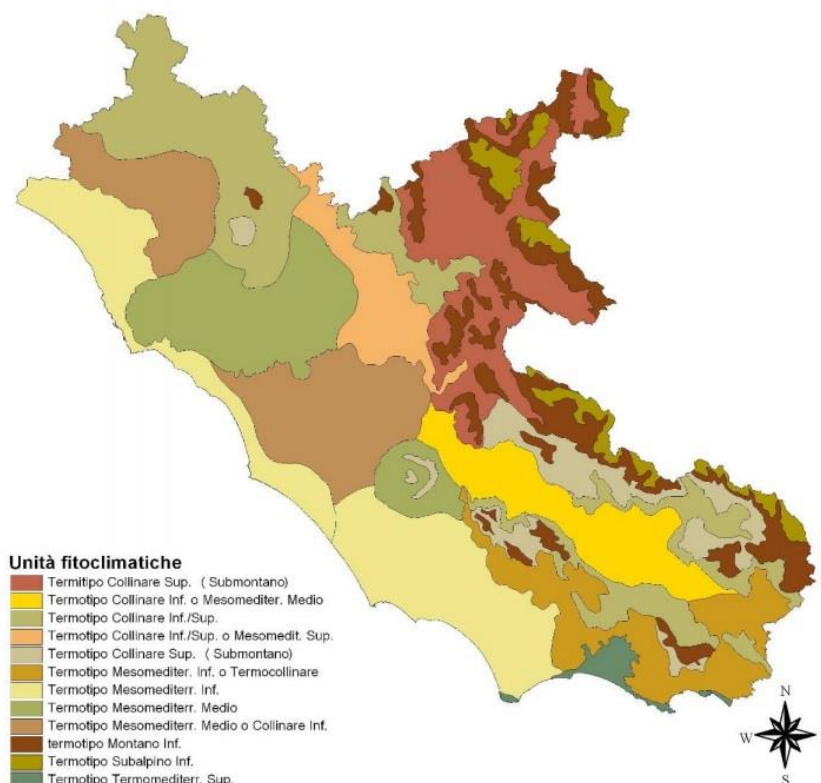 Unità fitoclimatiche
Termitipo Collinare Sup. ( Submontano)
Termotipo Collinare Inf. o Mesomediter. Medio
Termotipo Collinare Inf./Sup.
Termotipo Collinare Inf./Sup. o Mesomedit. Sup.
Termotipo Collinare Sup. ( Submontano)
Termotipo Mesomediter. Inf. o Termocollinare
Termotipo Mesomediterr. Inf.
Termotipo Mesomediterr. Medio
Termotipo Mesomediterr. Medio o Collinare Inf.
termotipo Montano Inf.
Termotipo Subalpino Inf.
Termotipo Termomediterr. Sup.
N
W
S